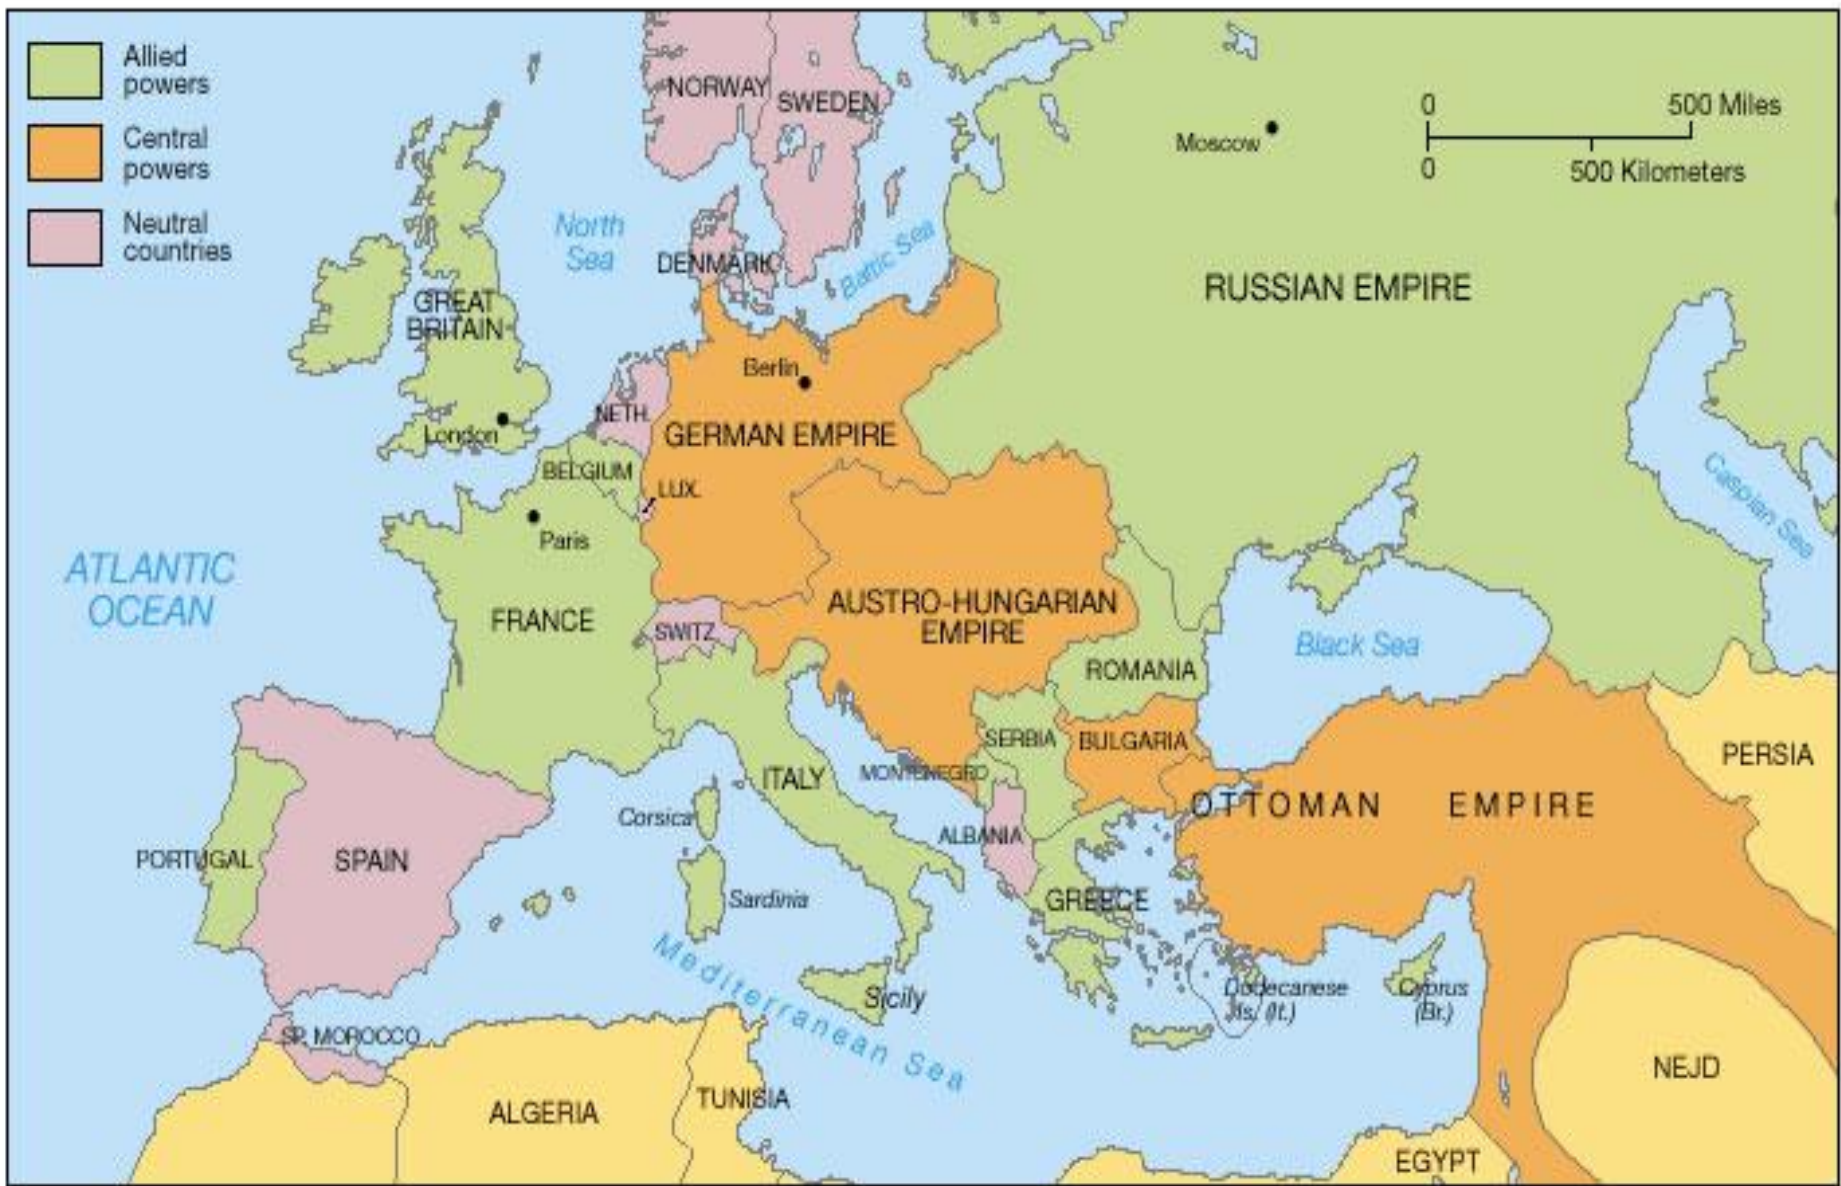 Allied
powers
Central
powers
Neutral
countries
NORWAY
SWEDEN
0
500 Miles
Moscow
0
500 Kilometers
North
Sea
DENMARK
Baltic Sea
RUSSIAN EMPIRE
GREAT
BRITAIN
Berlin
NETH.
London
GERMAN EMPIRE
BELGIUM
LUX.
Caspian Sea
Paris
ATLANTIC
OCEAN
FRANCE
AUSTRO-HUNGARIAN
EMPIRE
SWITZ.
Black Sea
ROMANIA
SERBIA
BULGARIA
PERSIA
ITALY
MONTENEGRO
OTTOMAN EMPIRE
Corsica
ALBANIA
PORTUGAL
SPAIN
Sardinia
GREECE
Mediterranean Sea
Sicily
Dodecanese
Is. (It.)
Cyprus
(Br.)
SP. MOROCCO
NEJD
ALGERIA
TUNISIA
EGYPT